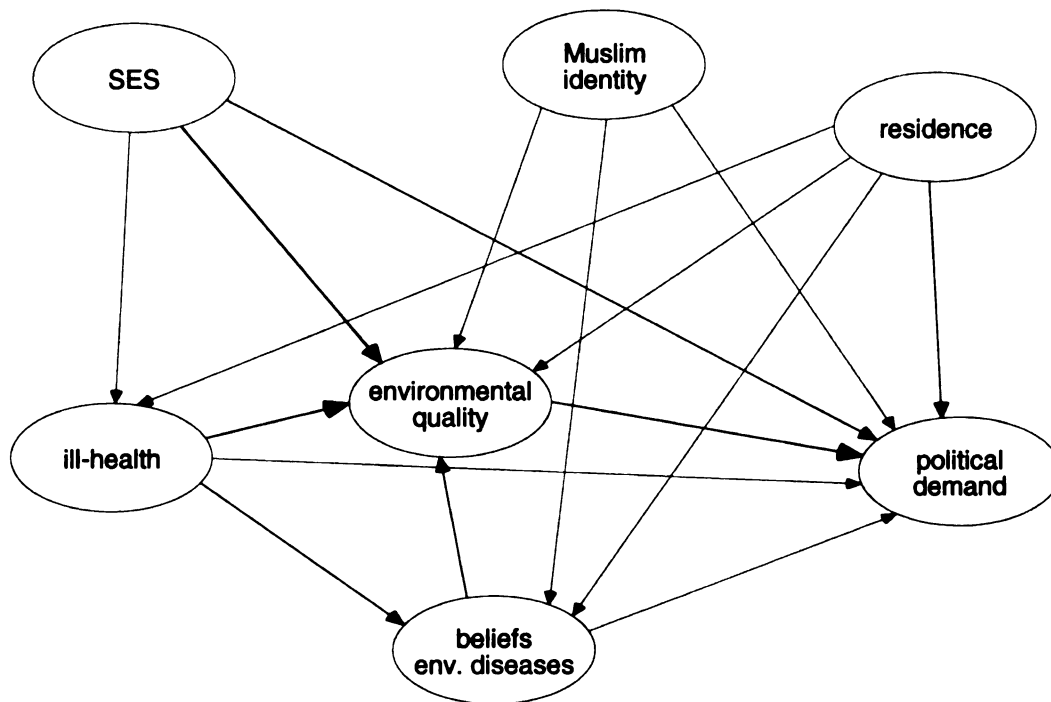 SES
Muslim
identity
residence
environmental
quality
ill-health
political
demand
beliefs
env. diseases